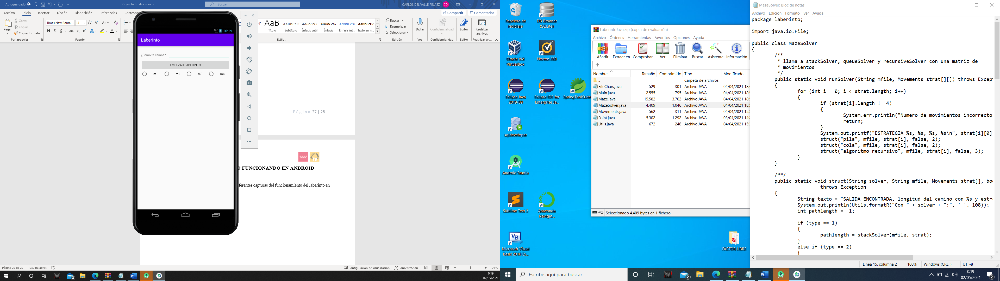 Autoguardado
Proyecto fin de curso
Buscar
CARLOS DEL VALLE PELAEZ
CD
Archivo
Inicio
Insertar
Diseño
Disposición
Referencias
Correspon
Compartir
Comentarios
Pegar
Cortar
Copiar
Copiar formato
Portapapeles
Times New Roma
14
N K S ab x₂ x²
Fuente
AaB
Título
AaBbCcD
Subtítulo
AaBbCcDc
Énfasis sutil
AaBbCcDc
Énfasis
AaBbCcDc
Énfasis int...
AaBbCcDc
Texto en n...
Estilos
Buscar
Reemplazar
Seleccionar
Edición
Dictar
Voz
Confidencialidad
Confidencialidad
Editor
Editor
Reutilizar archivos
Reutilizar arc...
10:19
Laberinto
¿Cómo te llamas?
EMPEZAR LABERINTO
m1 m2 m3 m4
Página 27 | 28
O FUNCIONANDO EN ANDROID
ferentes capturas del funcionamiento del laberinto en
Página 29 de 29
1930 palabras
Configuración de visualización
Concentración
104 %
0:19
02/05/2021
Papelera de reciclaje
DB Browser (SQLite)
Oracle VM VirtualBox
Norton 360
Eclipse Java 2019-09
Eclipse IDE for Enterprise Ja...
SpringToolSuite
sqldeveloper
Android Studio
Sublime Text 3
Anaconda Navigat...
Microsoft Visual Basic 2010 Ex...
FACTOR LIBRE
LaberintoJava.zip (copia de evaluación)
Archivo Órdenes Herramientas Favoritos Opciones Ayuda
Añadir Extraer en Comprobar Ver Eliminar Buscar Asistente Información
Nombre Tamaño Comprimido Tipo Modificado
.. Carpeta de archivos
FileChars.java 529 301 Archivo JAVA 04/04/2021 18:4
Main.java 2.555 795 Archivo JAVA 04/04/2021 18:5
Maze.java 15.582 3.702 Archivo JAVA 04/04/2021 18:5
MazeSolver.java 4.409 1.046 Archivo JAVA 04/04/2021 18:5
Movements.java 562 311 Archivo JAVA 04/04/2021 15:3
Point.java 5.302 1.292 Archivo JAVA 03/04/2021 14:2
Utils.java 672 246 Archivo JAVA 04/04/2021 15:3
Seleccionado 4.409 bytes en 1 fichero
MazeSolver: Bloc de notas
Archivo Edición Formato Ver Ayuda
package laberinto;
import java.io.File;
public class MazeSolver
{
/**
* llama a stackSolver, queueSolver y recursiveSolver con una matriz de
* movimientos
*/
public static void runSolver(String mfile, Movements strat[][]) throws Except
{
for (int i = 0; i < strat.length; i++)
{
if (strat[i].length != 4)
{
System.err.println("Numero de movimientos incorrecto
return;
}
System.out.printf("ESTRATEGIA %s, %s, %s, %s\n", strat[i][0],
struct("pila", mfile, strat[i], false, 2);
struct("cola", mfile, strat[i], false, 2);
struct("algoritmo recursivo", mfile, strat[i], false, 3);
}
}
/**/
public static void struct(String solver, String mfile, Movements strat[], boo
throws Exception
{
String texto = "SALIDA ENCONTRADA, longitud del camino con %s y estra
System.out.println(Utils.formatR("Con " + solver + ":", '-', 108));
int pathlength = -1;
if (type == 1)
{
pathlength = stackSolver(mfile, strat);
}
else if (type == 2)
{
Línea 15, columna 2
100%
Windows (CRLF)
UTF-8
Escribe aquí para buscar
0:19
02/05/2021